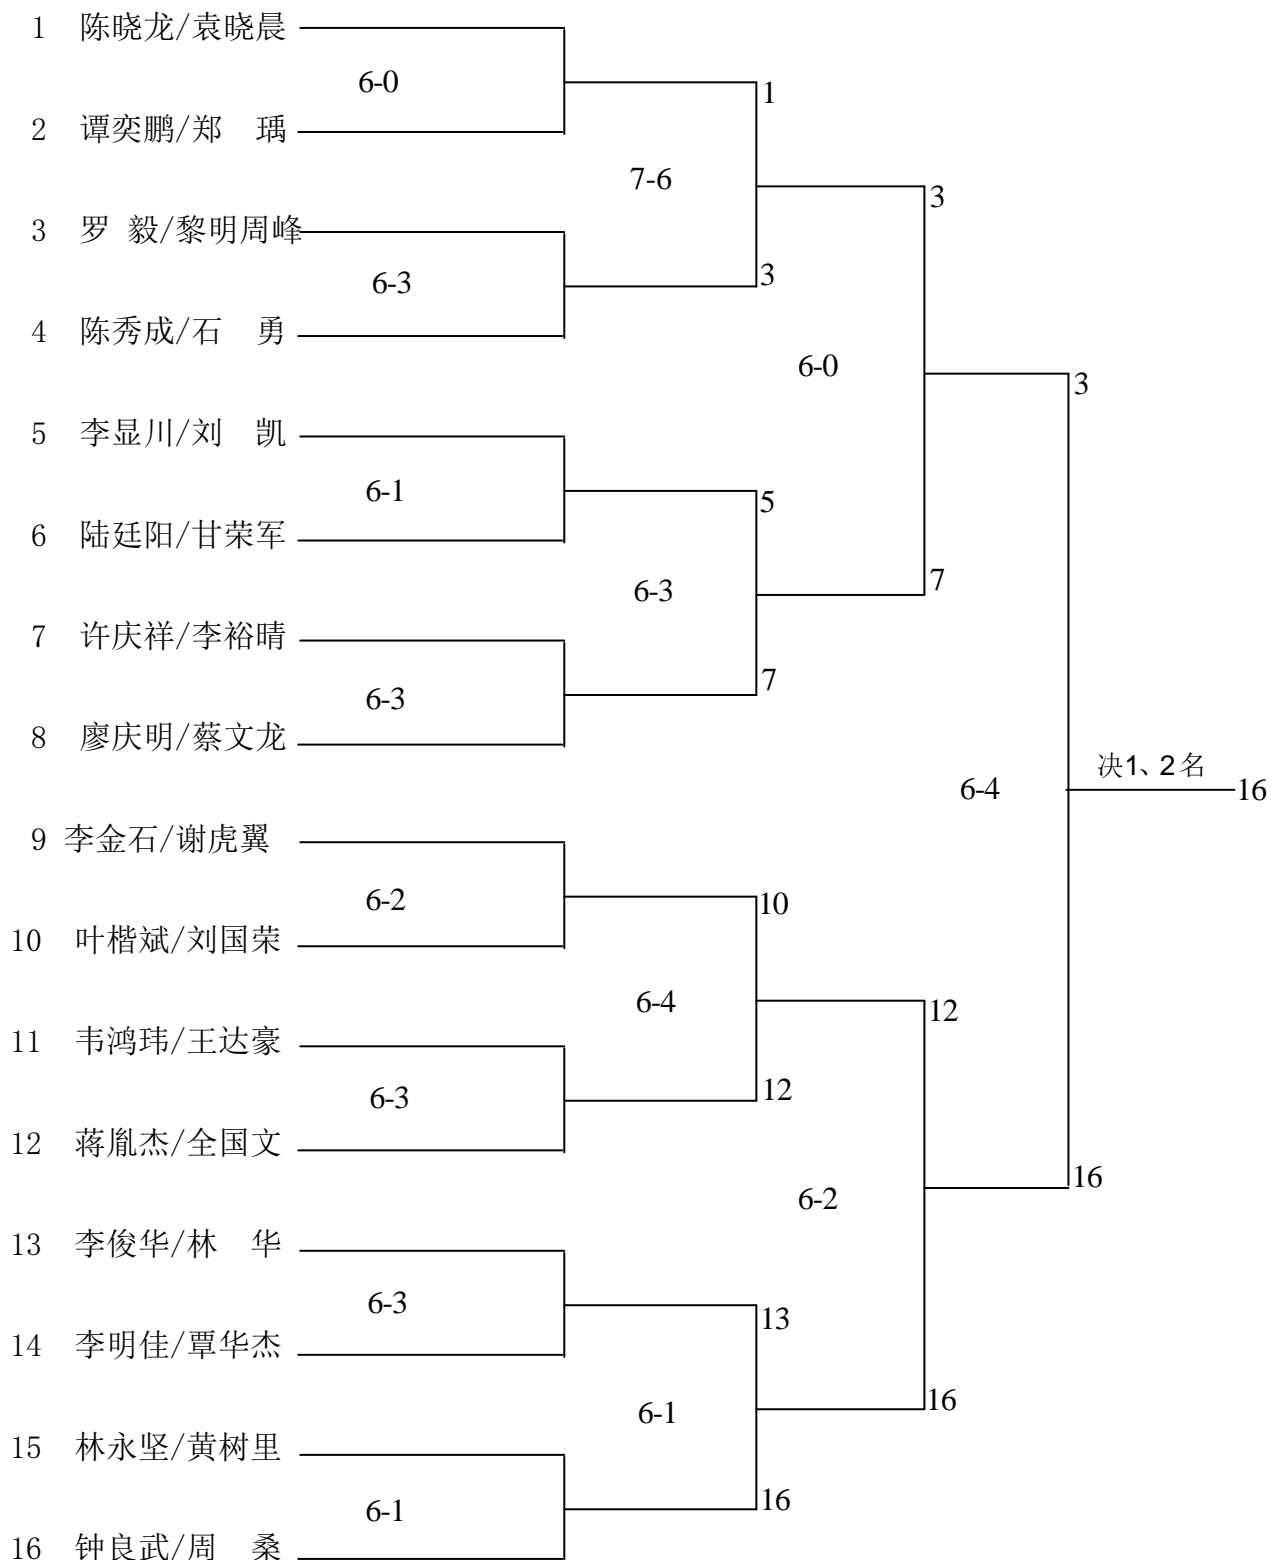 1 陈晓龙/袁晓晨
6-0
1
2 谭奕鹏/郑 瑀
7-6
3
3 罗 毅/黎明周峰
6-3
3
4 陈秀成/石 勇
6-0
3
5 李显川/刘 凯
6-1
5
6 陆廷阳/甘荣军
6-3
7
7 许庆祥/李裕晴
6-3
7
8 廖庆明/蔡文龙
6-4
决1、2名
16
9 李金石/谢虎翼
6-2
10
10 叶楷斌/刘国荣
6-4
12
11 韦鸿玮/王达豪
6-3
12
12 蒋胤杰/全国文
6-2
16
13 李俊华/林 华
6-3
13
14 李明佳/覃华杰
6-1
16
15 林永坚/黄树里
6-1
16
16 钟良武/周 桑